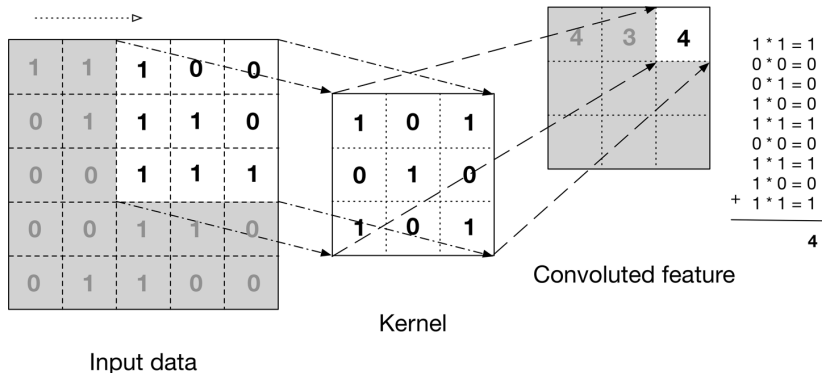 1 1 1 0 0
0 1 1 1 0
0 0 1 1 1
0 0 1 1 0
0 1 1 0 0
Input data
1 0 1
0 1 0
1 0 1
Kernel
4 3 4
Convoluted feature
1 * 1 = 1
0 * 0 = 0
0 * 1 = 0
1 * 0 = 0
1 * 1 = 1
0 * 0 = 0
1 * 1 = 1
1 * 0 = 0
+ 1 * 1 = 1
4